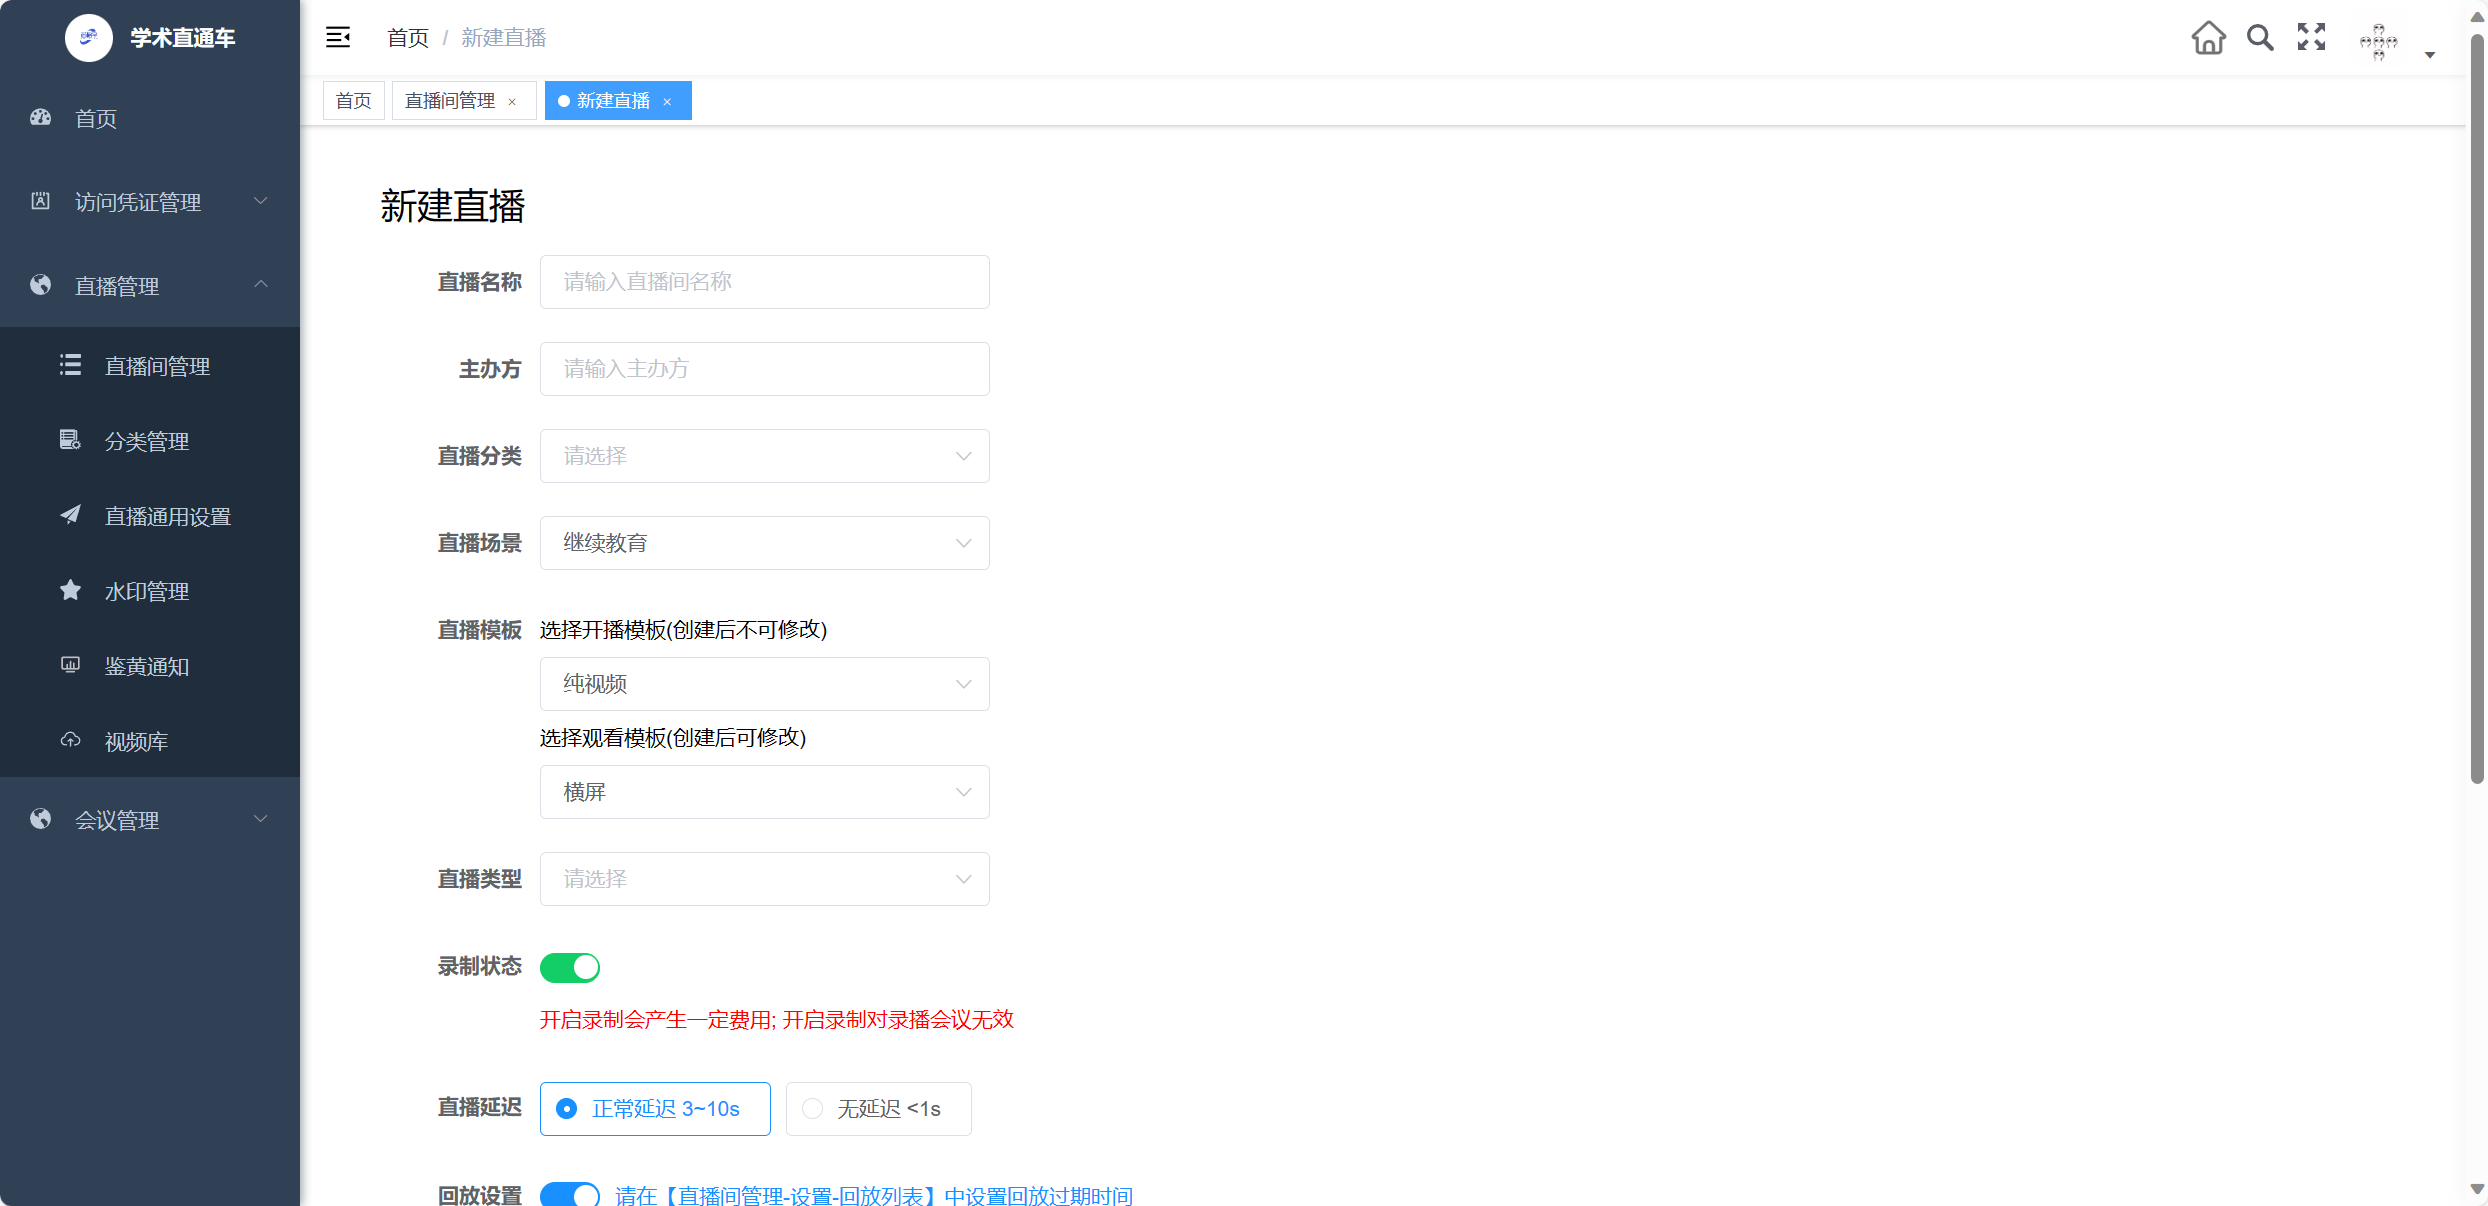 学术直通车
首页
访问凭证管理
直播管理
直播间管理
分类管理
直播通用设置
水印管理
鉴黄通知
视频库
会议管理
首页 / 新建直播
首页 直播间管理 × 新建直播 ×
新建直播
直播名称 请输入直播间名称
主办方 请输入主办方
直播分类 请选择
直播场景 继续教育
直播模板 选择开播模板(创建后不可修改)
纯视频
选择观看模板(创建后可修改)
横屏
直播类型 请选择
录制状态
开启录制会产生一定费用; 开启录制对录播会议无效
直播延迟 正常延迟 3~10s 无延迟 <1s
回放设置 请在【直播间管理-设置-回放列表】中设置回放过期时间